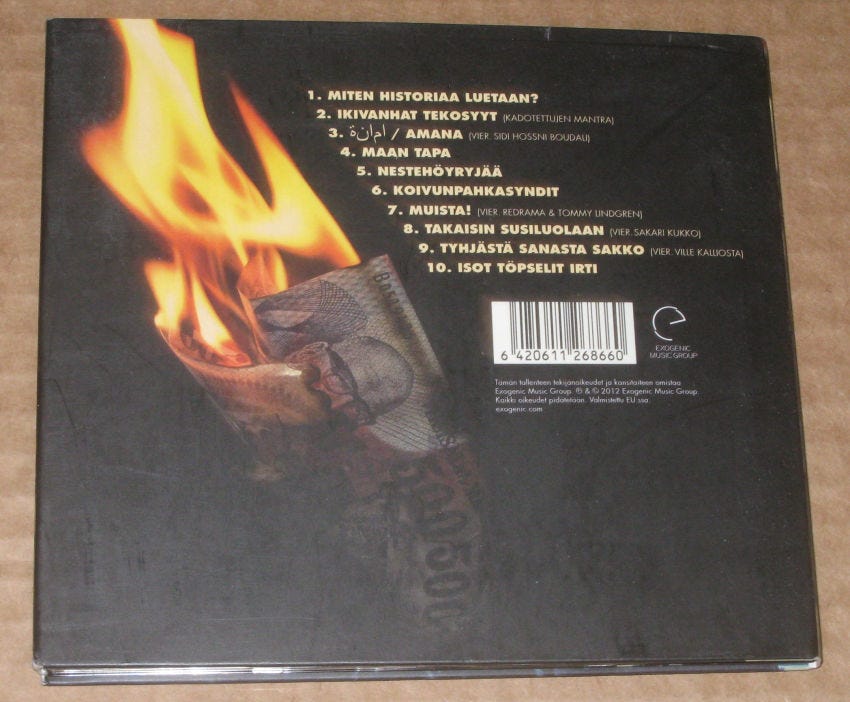 1. MITEN HISTORIAA LUETAAN?
2. IKIVANHAT TEKOSYYT (KADOTETTUJEN MANTRA)
3. امانة / AMANA (VIER. SIDI HOSSNI BOUDALI)
4. MAAN TAPA
5. NESTEHÖYRYJÄÄ
6. KOIVUNPAHKASYNDIT
7. MUISTA! (VIER. REDRAMA & TOMMY LINDGREN)
8. TAKAISIN SUSILUOLAAN (VIER. SAKARI KUKKO)
9. TYHJÄSTÄ SANASTA SAKKO (VIER. VILLE KALLIOSTA)
10. ISOT TÖPSELIT IRTI
6 420611 268660
EXOGENIC
MUSIC GROUP
Tämän tallenteen tekijänoikeudet ja kansitaiteen omistaa
Exogenic Music Group. ℗ & © 2012 Exogenic Music Group.
Kaikki oikeudet pidätetään. Valmistettu EU:ssa.
exogenic.com